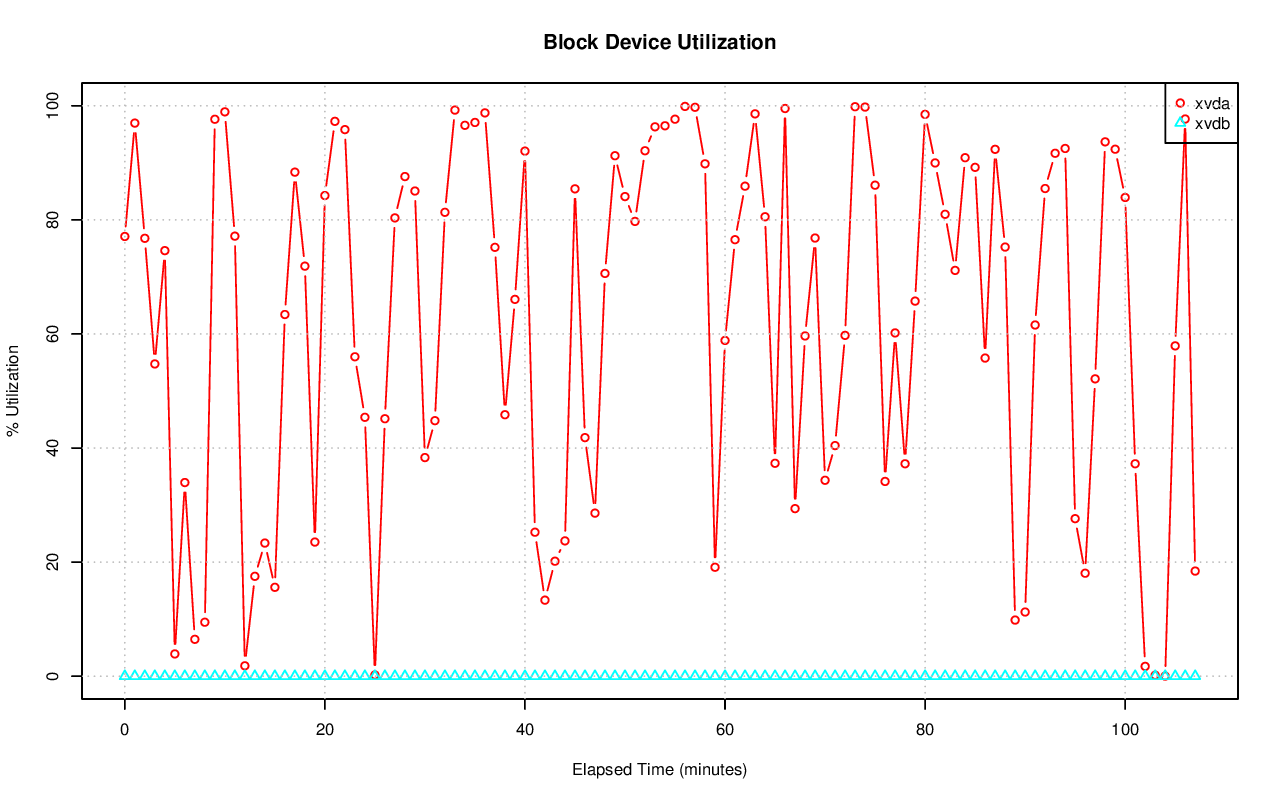 Block Device Utilization
xvda
xvdb
% Utilization
100
80
60
40
20
0
0 20 40 60 80 100
Elapsed Time (minutes)